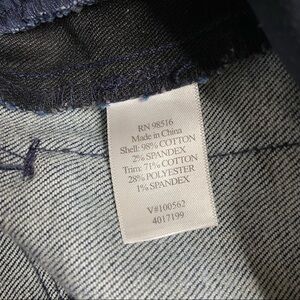 RN 98516
Made in China
Shell: 98% COTTON
2% SPANDEX
Trim: 71% COTTON
28% POLYESTER
1% SPANDEX
V#100562
4017199